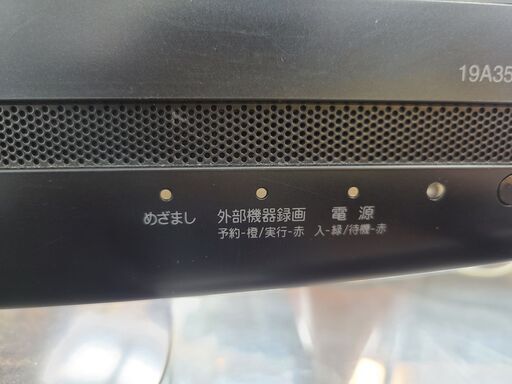 19A35
めざまし
外部機器録画
予約-橙/実行-赤
電源
入-緑/待機-赤